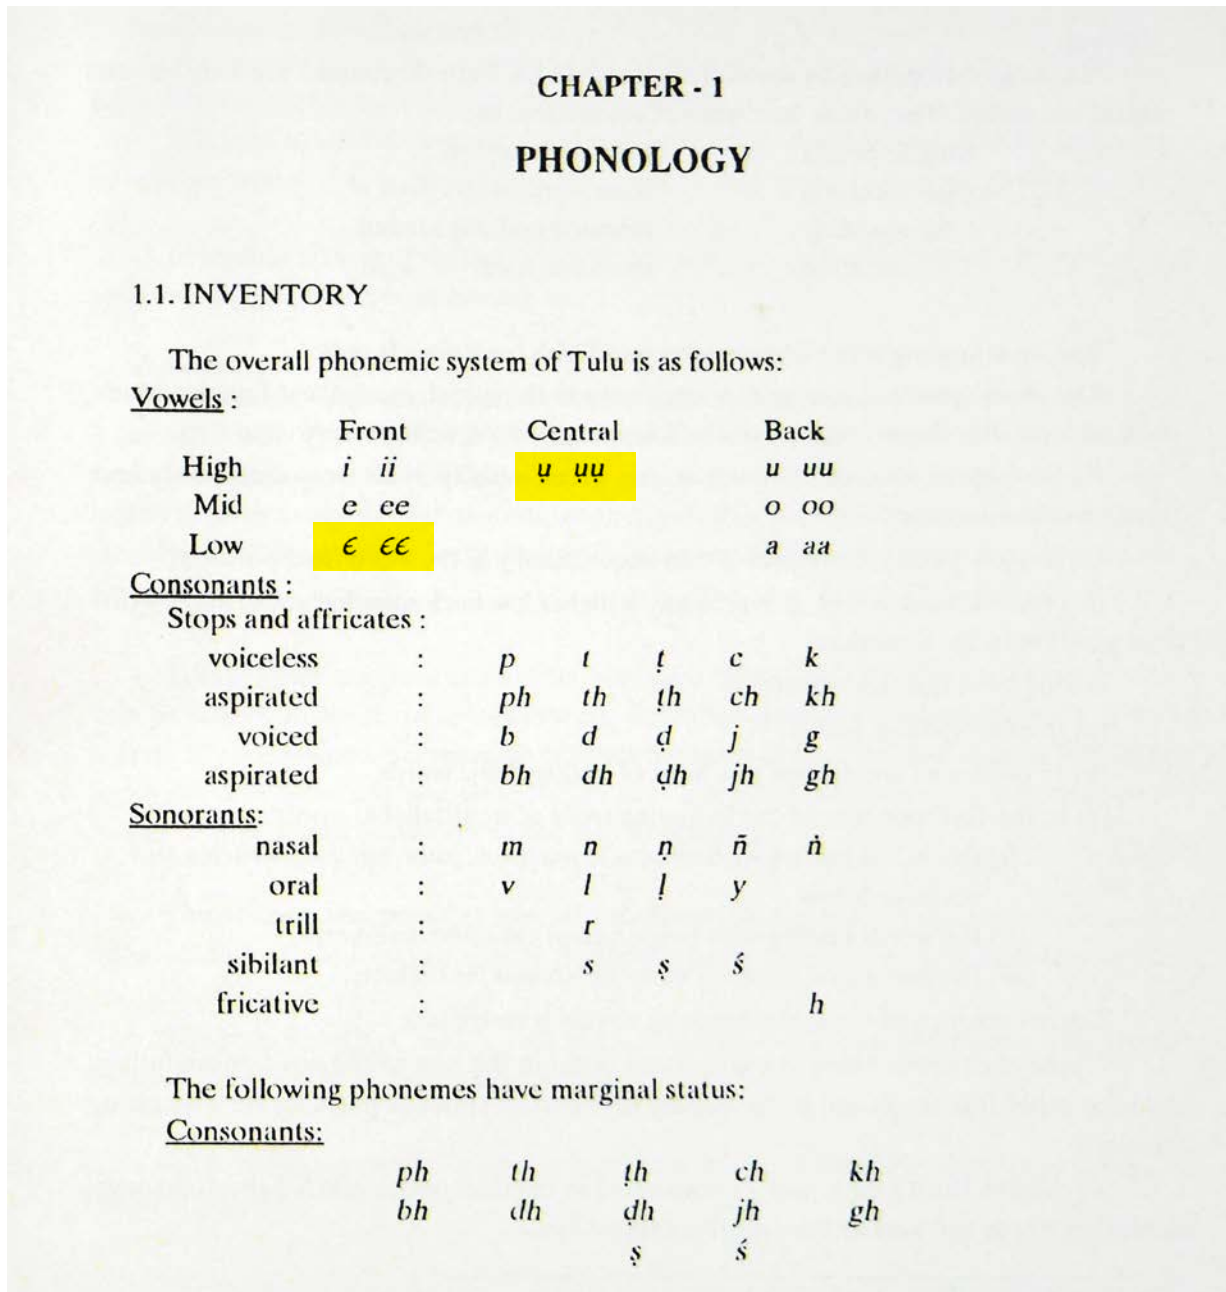 CHAPTER - 1
PHONOLOGY
1.1. INVENTORY
The overall phonemic system of Tulu is as follows:
Vowels :
Front Central Back
High i ii ụ ụụ u uu
Mid e ee o oo
Low ϵ ϵϵ a aa
Consonants :
Stops and affricates :
voiceless : p t ṭ c k
aspirated : ph th ṭh ch kh
voiced : b d ḍ j g
aspirated : bh dh ḍh jh gh
Sonorants:
nasal : m n ṇ ñ ṅ
oral : v l ḷ y
trill : r
sibilant : s ṣ ś
fricative : h
The following phonemes have marginal status:
Consonants:
ph th ṭh ch kh
bh dh ḍh jh gh
ṣ ś